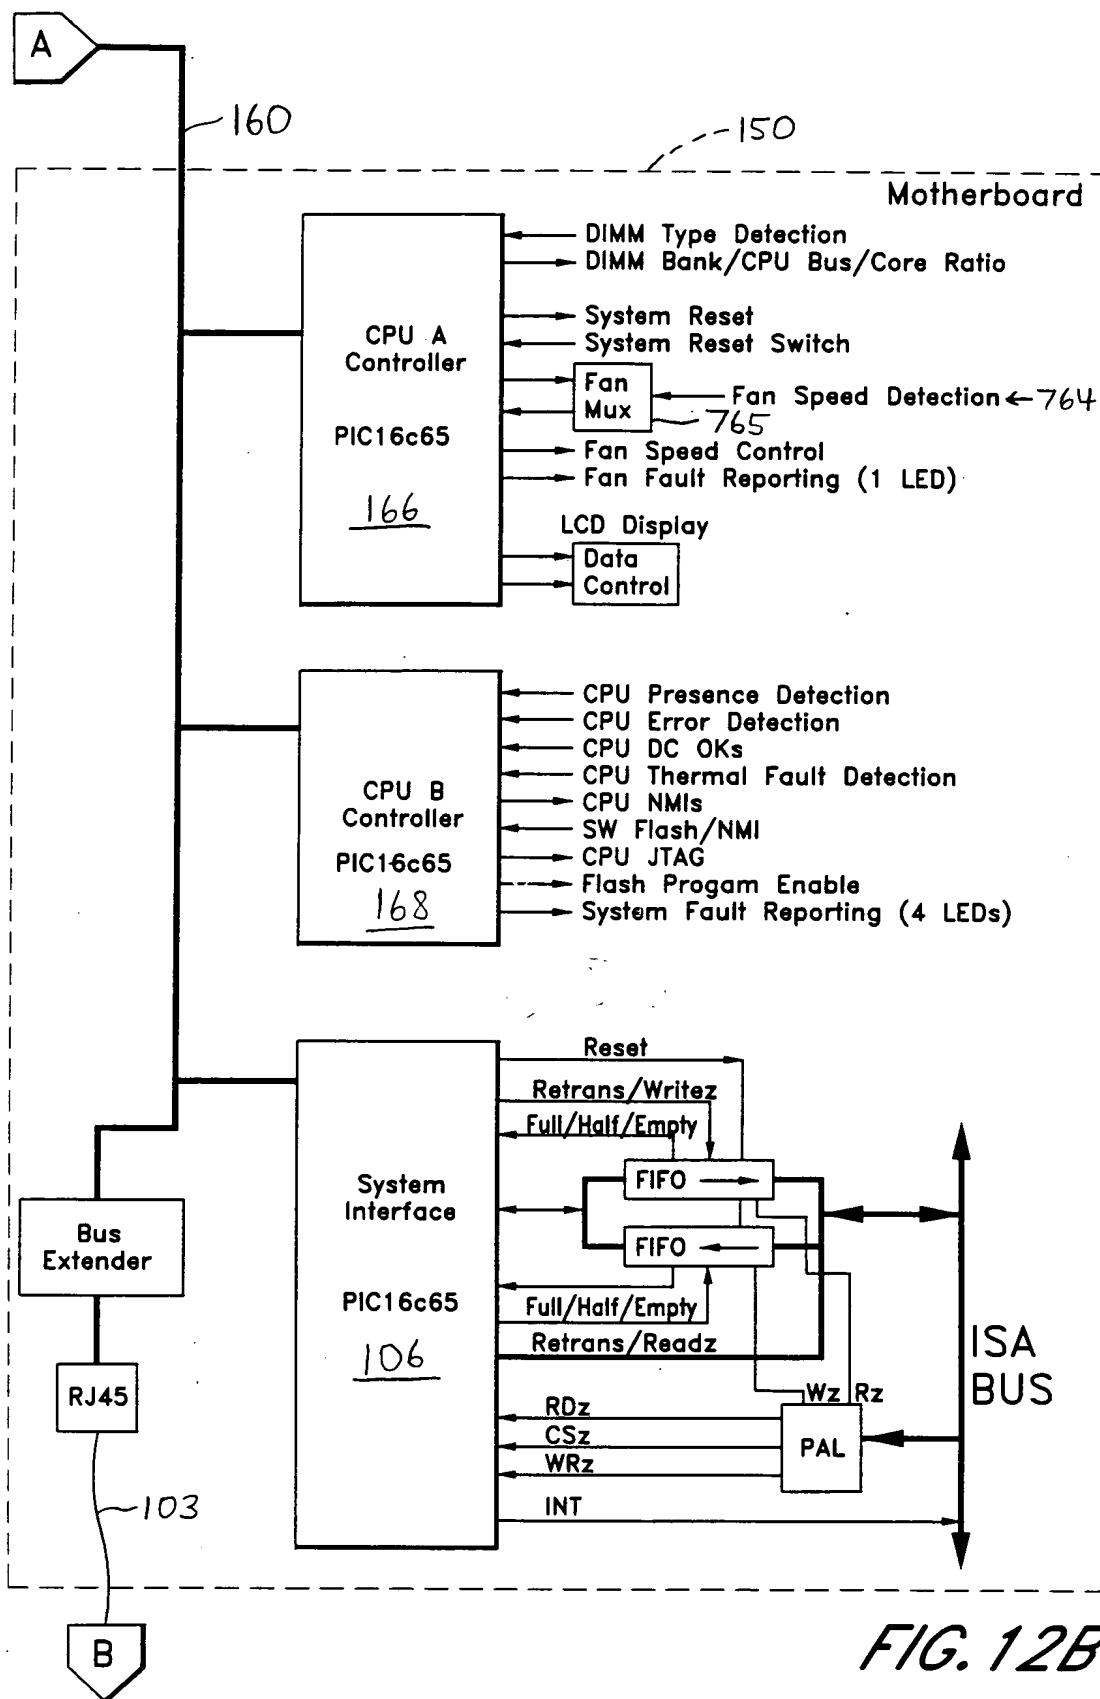 A
160
150
Motherboard
DIMM Type Detection
DIMM Bank/CPU Bus/Core Ratio
CPU A
Controller
PIC16c65
166
System Reset
System Reset Switch
Fan
Mux
765
Fan Speed Detection
764
Fan Speed Control
Fan Fault Reporting (1 LED)
LCD Display
Data
Control
CPU B
Controller
PIC16c65
168
CPU Presence Detection
CPU Error Detection
CPU DC OKs
CPU Thermal Fault Detection
CPU NMIs
SW Flash/NMI
CPU JTAG
Flash Progam Enable
System Fault Reporting (4 LEDs)
System
Interface
PIC16c65
106
Reset
Retrans/Writez
Full/Half/Empty
FIFO
FIFO
Full/Half/Empty
Retrans/Readz
Wz Rz
RDz
CSz
WRz
INT
PAL
ISA
BUS
Bus
Extender
RJ45
103
B
FIG. 12B